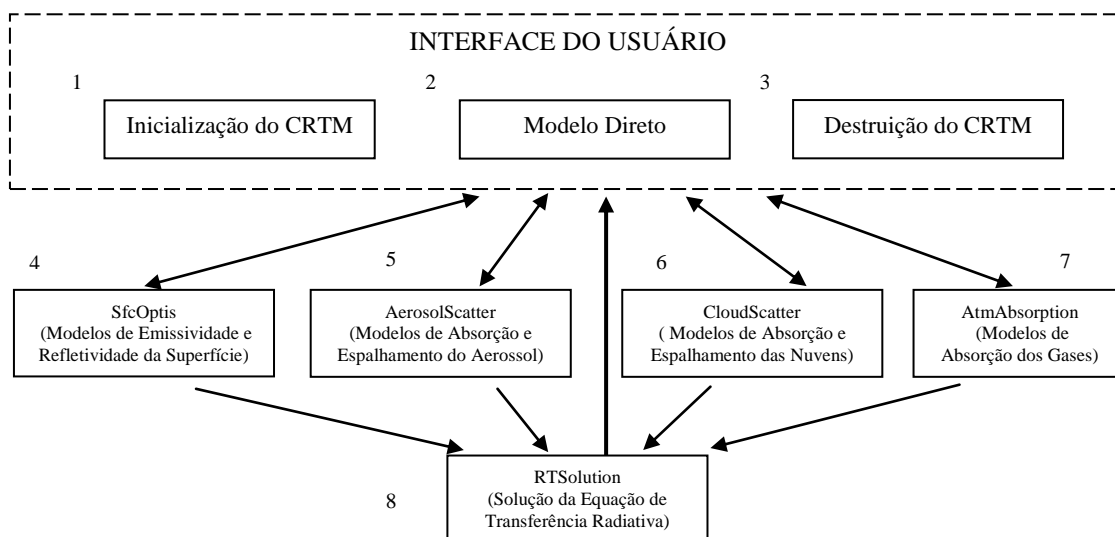 INTERFACE DO USUÁRIO
1
2
3
Inicialização do CRTM
Modelo Direto
Destruição do CRTM
4
5
6
7
SfcOptis
(Modelos de Emissividade e
Refletividade da Superfície)
AerosolScatter
(Modelos de Absorção e
Espalhamento do Aerossol)
CloudScatter
( Modelos de Absorção e
Espalhamento das Nuvens)
AtmAbsorption
(Modelos de
Absorção dos Gases)
8
RTSolution
(Solução da Equação de
Transferência Radiativa)